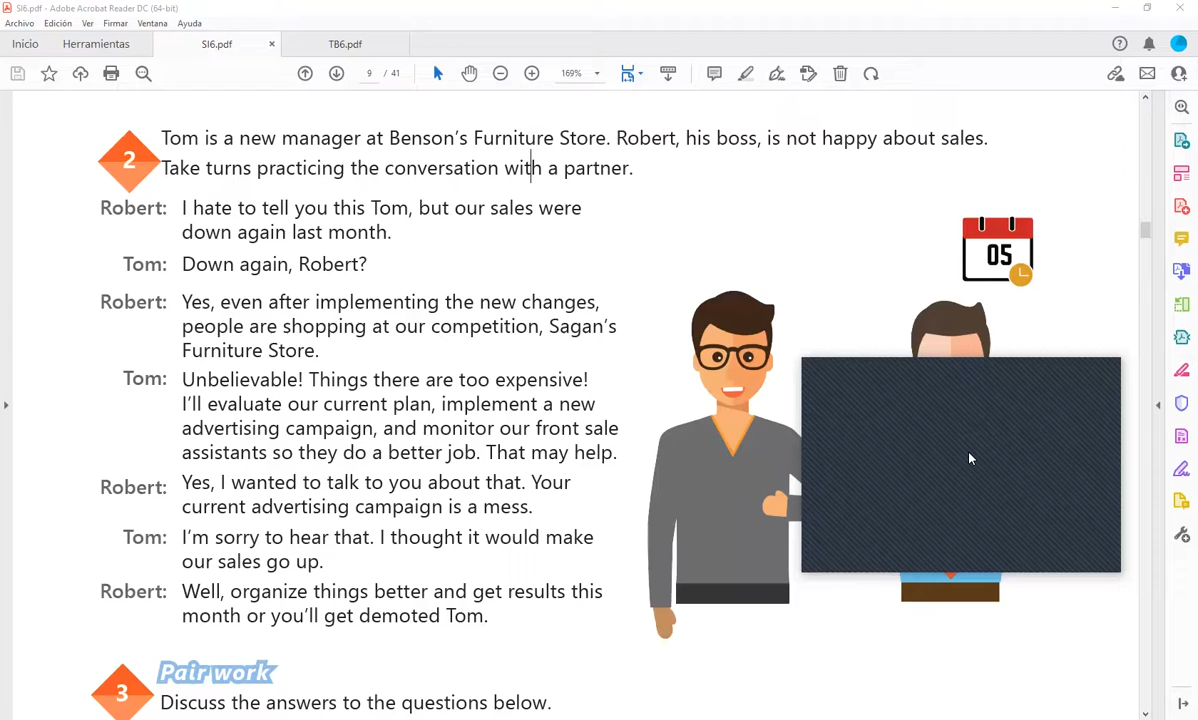 SI6.pdf - Adobe Acrobat Reader DC (64-bit)
Archivo Edición Ver Firmar Ventana Ayuda
Inicio Herramientas SI6.pdf × TB6.pdf
9 / 41 169%
2
Tom is a new manager at Benson's Furniture Store. Robert, his boss, is not happy about sales.
Take turns practicing the conversation with a partner.
Robert: I hate to tell you this Tom, but our sales were
down again last month.
Tom: Down again, Robert?
Robert: Yes, even after implementing the new changes,
people are shopping at our competition, Sagan's
Furniture Store.
Tom: Unbelievable! Things there are too expensive!
I'll evaluate our current plan, implement a new
advertising campaign, and monitor our front sale
assistants so they do a better job. That may help.
Robert: Yes, I wanted to talk to you about that. Your
current advertising campaign is a mess.
Tom: I'm sorry to hear that. I thought it would make
our sales go up.
Robert: Well, organize things better and get results this
month or you'll get demoted Tom.
05
Pair work
3
Discuss the answers to the questions below.